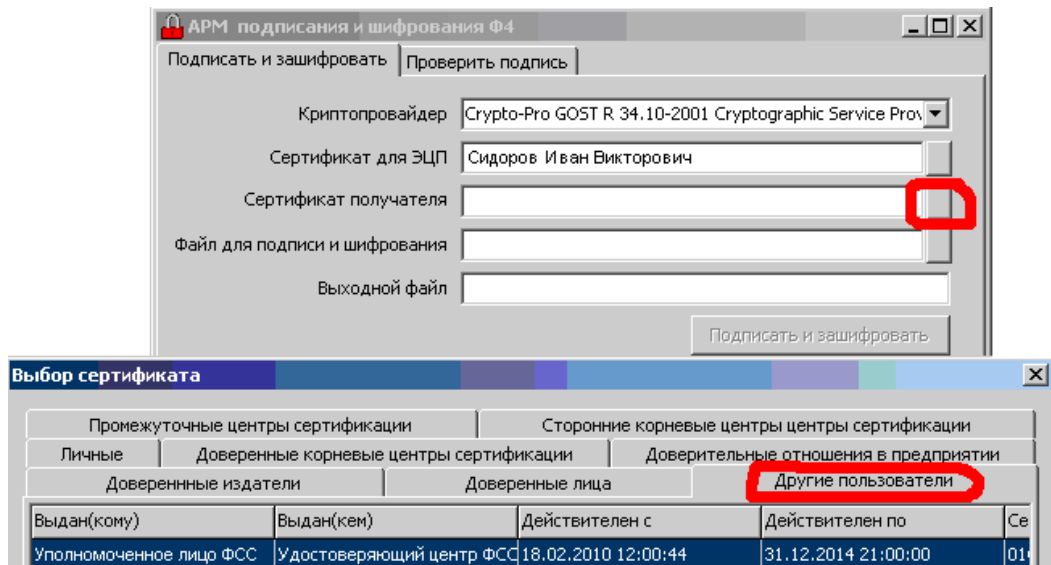 АРМ подписания и шифрования Ф4
Подписать и зашифровать Проверить подпись
Криптопровайдер Crypto-Pro GOST R 34.10-2001 Cryptographic Service Prov
Сертификат для ЭЦП Сидоров Иван Викторович
Сертификат получателя
Файл для подписи и шифрования
Выходной файл
Подписать и зашифровать
Выбор сертификата
Промежуточные центры сертификации Сторонние корневые центры центры сертификации
Личные Доверенные корневые центры сертификации Доверительные отношения в предприятии
Доверенные издатели Доверенные лица Другие пользователи
Выдан(кому) Выдан(кем) Действителен с Действителен по Се
Уполномоченное лицо ФСС Удостоверяющий центр ФСС 18.02.2010 12:00:44 31.12.2014 21:00:00 01